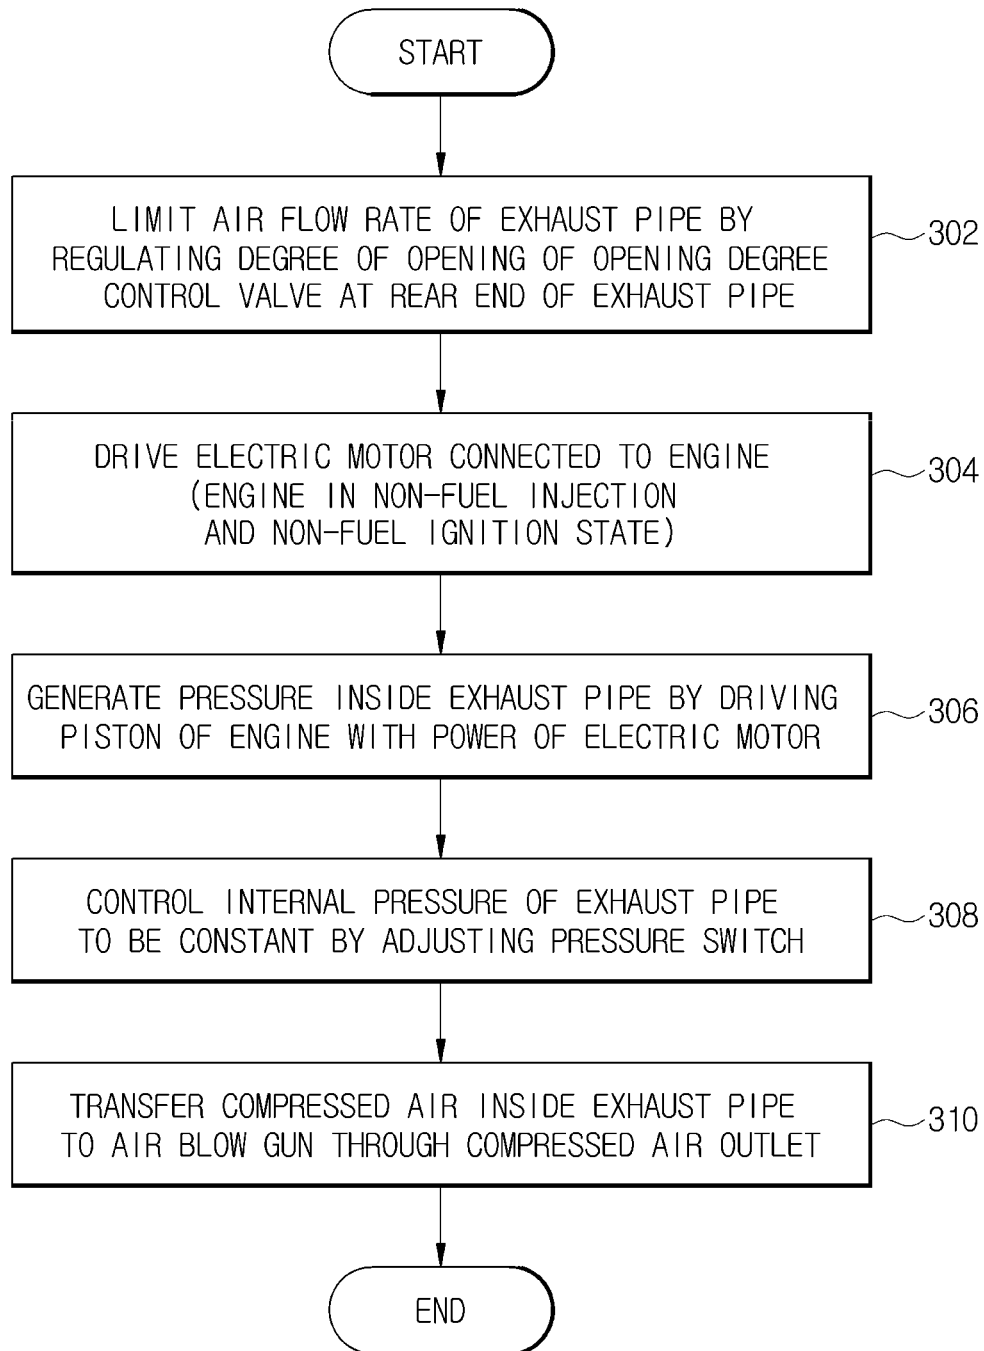 START
LIMIT AIR FLOW RATE OF EXHAUST PIPE BY
REGULATING DEGREE OF OPENING OF OPENING DEGREE
CONTROL VALVE AT REAR END OF EXHAUST PIPE
302
DRIVE ELECTRIC MOTOR CONNECTED TO ENGINE
(ENGINE IN NON-FUEL INJECTION
AND NON-FUEL IGNITION STATE)
304
GENERATE PRESSURE INSIDE EXHAUST PIPE BY DRIVING
PISTON OF ENGINE WITH POWER OF ELECTRIC MOTOR
306
CONTROL INTERNAL PRESSURE OF EXHAUST PIPE
TO BE CONSTANT BY ADJUSTING PRESSURE SWITCH
308
TRANSFER COMPRESSED AIR INSIDE EXHAUST PIPE
TO AIR BLOW GUN THROUGH COMPRESSED AIR OUTLET
310
END